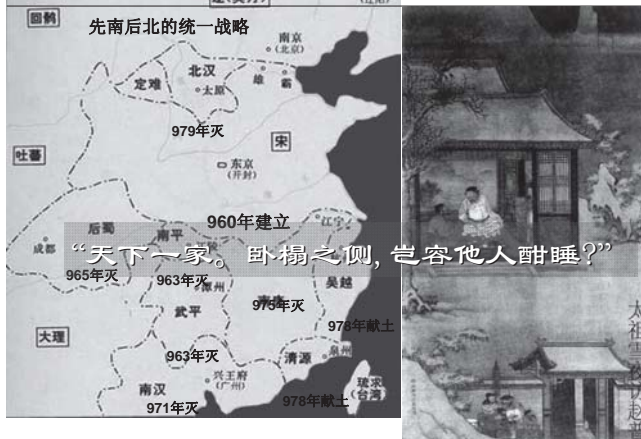 回鹘
先南后北的统一战略
南京
(北京)
北汉
定难
太原
雄
霸
979年灭
宋
吐蕃
东京
(开封)
960年建立
后蜀
南平
江宁
成都
“天下一家。卧榻之侧，岂容他人酣睡?”
965年灭
963年灭
潭州
吴越
975年灭
武平
978年献土
大理
963年灭
清源
泉州
兴王府
(广州)
南汉
971年灭
978年献土
琉求
(台湾)